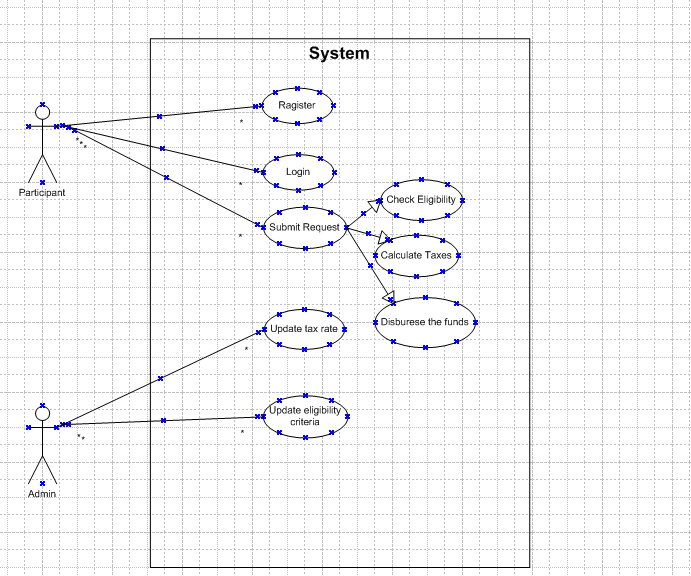 System
Ragister
*
***
Login
*
Participant
Check Eligibility
Submit Request
*
Calculate Taxes
Disburese the funds
Update tax rate
*
Update eligibility
criteria
*
**
Admin